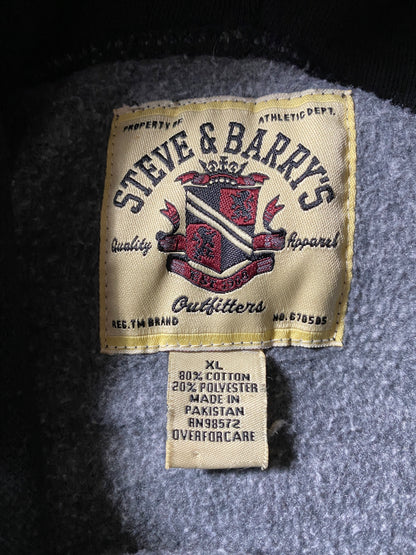 PROPERTY OF
ATHLETIC DEPT.
STEVE & BARRY'S
Quality
Apparel
Outfitters
REG. TM BRAND
NO. 670585
XL
80% COTTON
20% POLYESTER
MADE IN
PAKISTAN
RN98572
OVERFORCARE